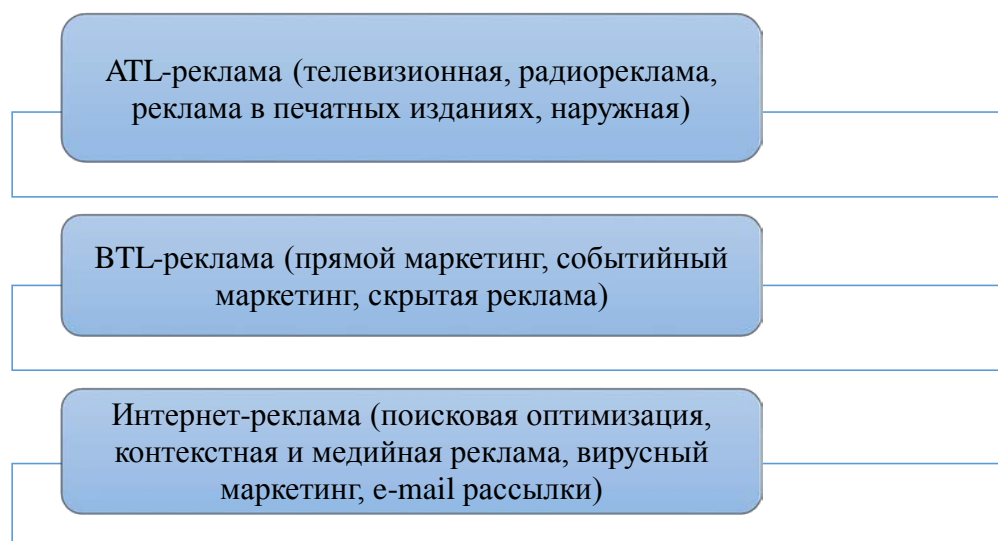 ATL-реклама (телевизионная, радиореклама,
реклама в печатных изданиях, наружная)
BTL-реклама (прямой маркетинг, событийный
маркетинг, скрытая реклама)
Интернет-реклама (поисковая оптимизация,
контекстная и медийная реклама, вирусный
маркетинг, e-mail рассылки)